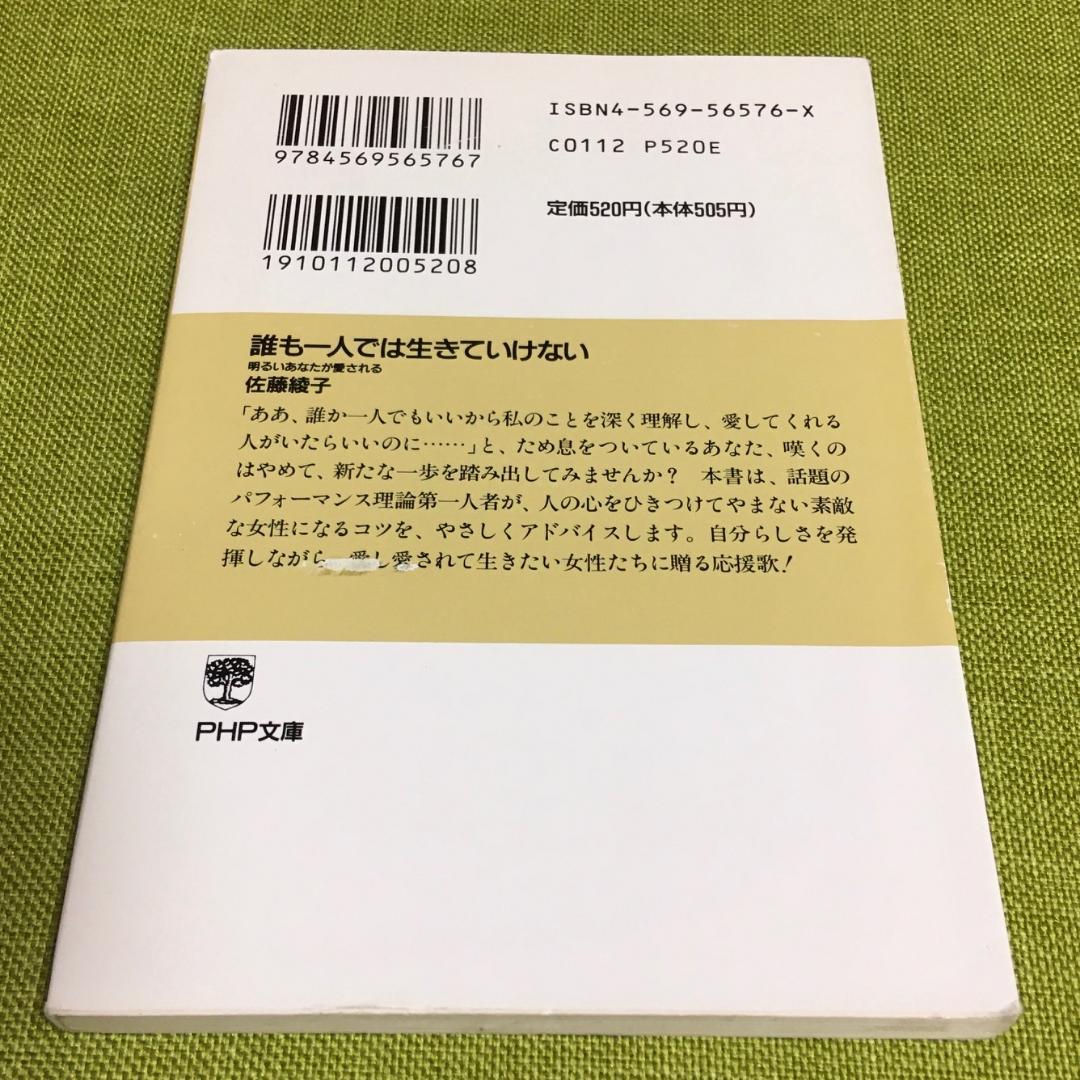 ISBN4-569-56576-X
C0112 P520E
9784569565767
定価520円(本体505円)
1910112005208
誰も一人では生きていけない
明るいあなたが愛される
佐藤綾子
「ああ、誰か一人でもいいから私のことを深く理解し、愛してくれる
人がいたらいいのに……」と、ため息をついているあなた、嘆くの
はやめて、新たな一歩を踏み出してみませんか? 本書は、話題の
パフォーマンス理論第一人者が、人の心をひきつけてやまない素敵
な女性になるコツを、やさしくアドバイスします。自分らしさを発
揮しながら、愛し愛されて生きたい女性たちに贈る応援歌!
PHP文庫